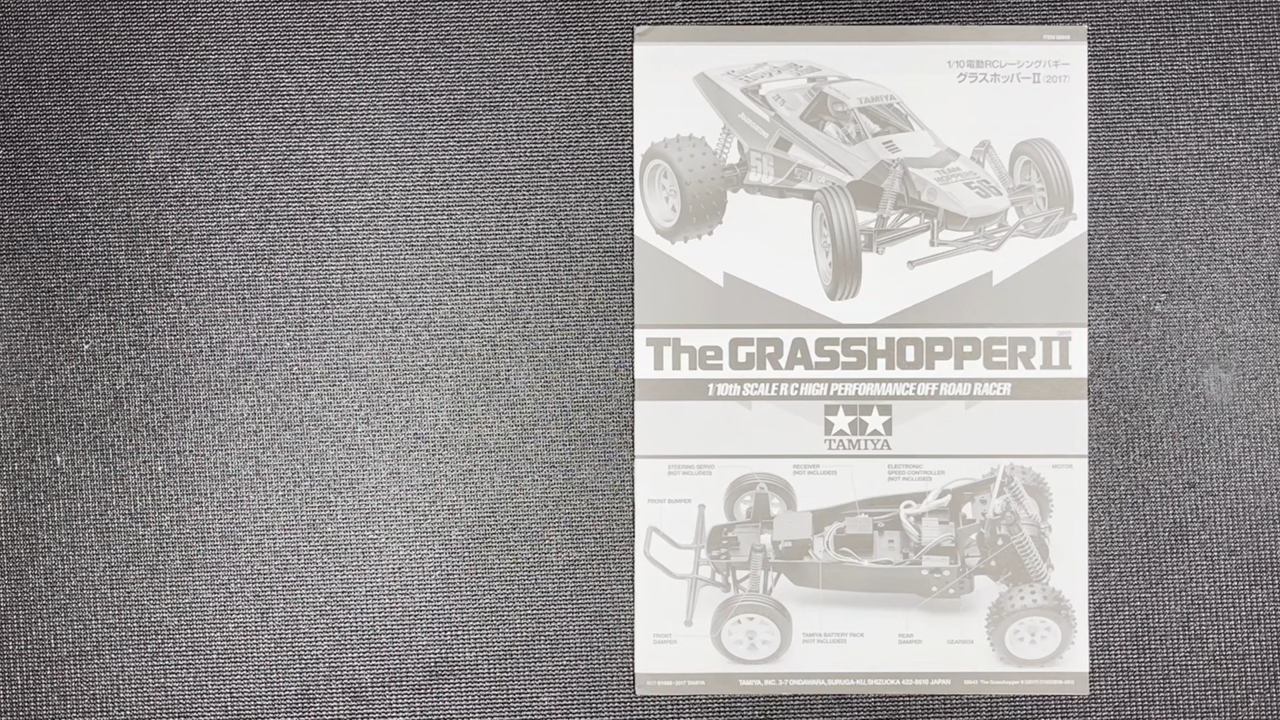 1/10 電動RCレーシングバギー
グラスホッパーII (2017)
TAMIYA
56
The GRASSHOPPER II
1/10th SCALE R C HIGH PERFORMANCE OFF ROAD RACER
TAMIYA
STEERING SERVO
(NOT INCLUDED)
RECEIVER
(NOT INCLUDED)
ELECTRONIC
SPEED CONTROLLER
(NOT INCLUDED)
MOTOR
FRONT BUMPER
FRONT
DAMPER
TAMIYA BATTERY PACK
(NOT INCLUDED)
REAR
DAMPER
GEARBOX
TAMIYA, INC. 3-7 ONDAWARA, SURUGA-KU, SHIZUOKA 422-8610 JAPAN